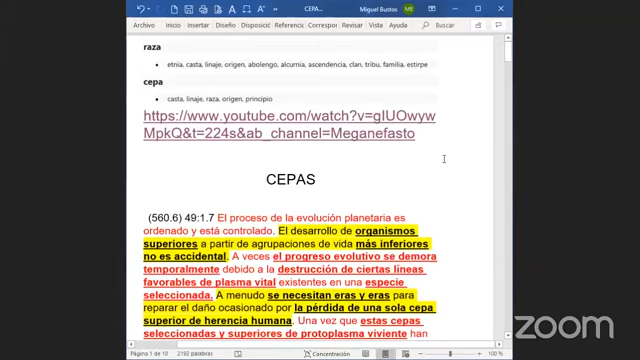 CEPA...
Miguel Bustos
MB
Archivo Inicio Insertar Diseño Disposició Referencia Correspor Revisar Vista Ayuda Buscar
raza
• etnia, casta, linaje, origen, abolengo, alcurnia, ascendencia, clan, tribu, familia, estirpe
cepa
• casta, linaje, raza, origen, principio
https://www.youtube.com/watch?v=gIUOwyw
MpkQ&t=224s&ab_channel=Meganefasto
CEPAS
(560.6) 49:1.7 El proceso de la evolución planetaria es
ordenado y está controlado. El desarrollo de organismos
superiores a partir de agrupaciones de vida más inferiores
no es accidental. A veces el progreso evolutivo se demora
temporalmente debido a la destrucción de ciertas líneas
favorables de plasma vital existentes en una especie
seleccionada. A menudo se necesitan eras y eras para
reparar el daño ocasionado por la pérdida de una sola cepa
superior de herencia humana. Una vez que estas cepas
seleccionadas y superiores de protoplasma viviente han
Página 1 de 10 2192 palabras Concentración 100 %
zoom